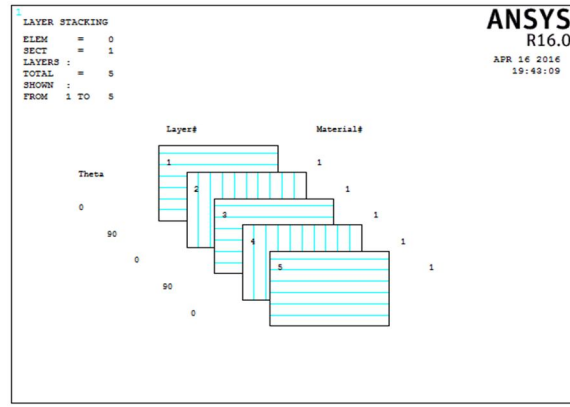 1
LAYER STACKING
ELEM = 0
SECT = 1
LAYERS :
TOTAL = 5
SHOWN :
FROM 1 TO 5
ANSYS
R16.0
APR 16 2016
19:43:09
Layer# Material#
1 1
Theta 2 1
0 3 1
90 4 1
0 5 1
90
0